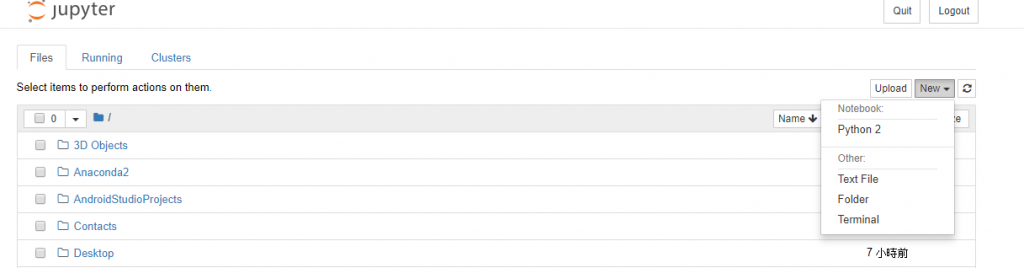 jupyter
Quit
Logout
Files
Running
Clusters
Select items to perform actions on them.
Upload
New
0
/
Name
Notebook:
Python 2
Other:
Text File
Folder
Terminal
3D Objects
Anaconda2
AndroidStudioProjects
Contacts
Desktop
7 小時前